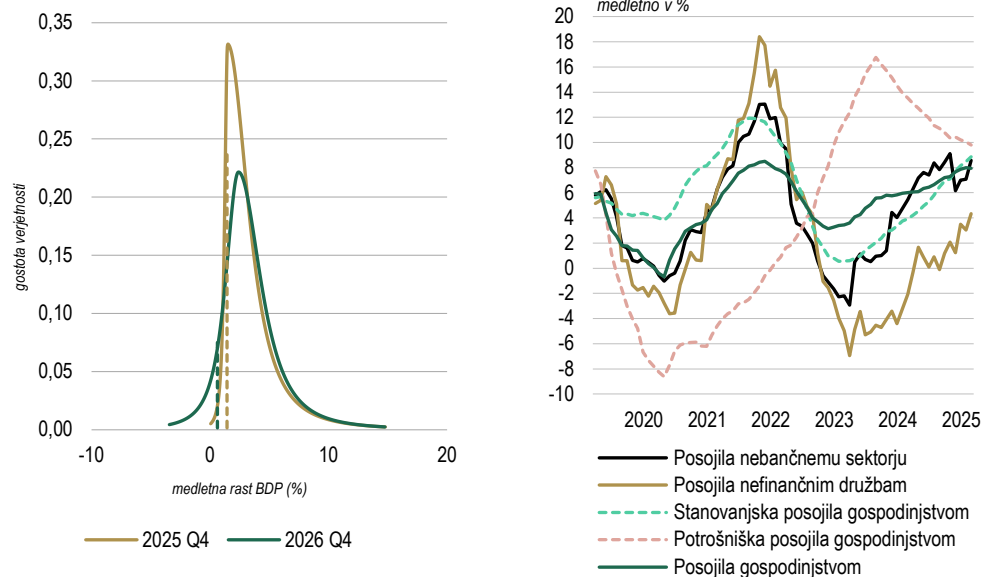 gostota verjetnosti
0,35
0,30
0,25
0,20
0,15
0,10
0,05
0,00
-10 0 10 20
medletna rast BDP (%)
2025 Q4 2026 Q4
medletno v %
20
18
16
14
12
10
8
6
4
2
0
-2
-4
-6
-8
-10
2020 2021 2022 2023 2024 2025
Posojila nebančnemu sektorju
Posojila nefinančnim družbam
Stanovanjska posojila gospodinjstvom
Potrošniška posojila gospodinjstvom
Posojila gospodinjstvom